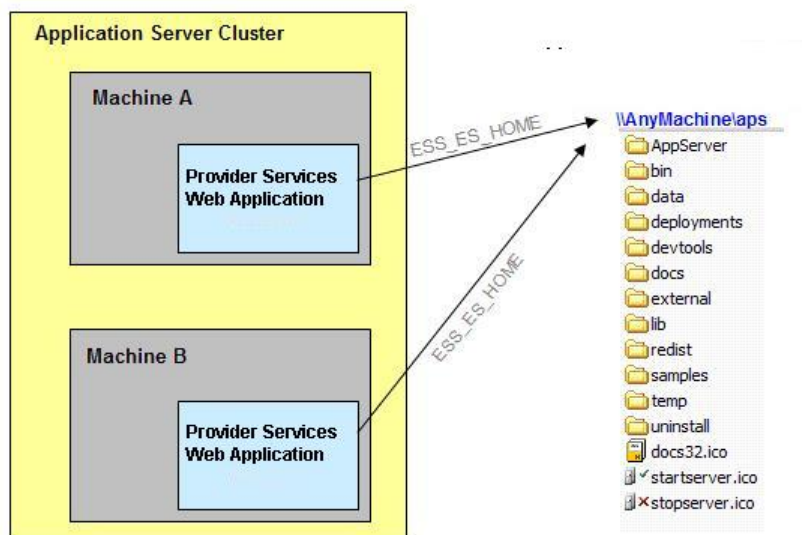 Application Server Cluster
Machine A
Provider Services
Web Application
ESS_ES_HOME
Machine B
Provider Services
Web Application
ESS_ES_HOME
\\AnyMachine\aps
AppServer
bin
data
deployments
devtools
docs
external
lib
redist
samples
temp
uninstall
docs32.ico
startserver.ico
stopserver.ico